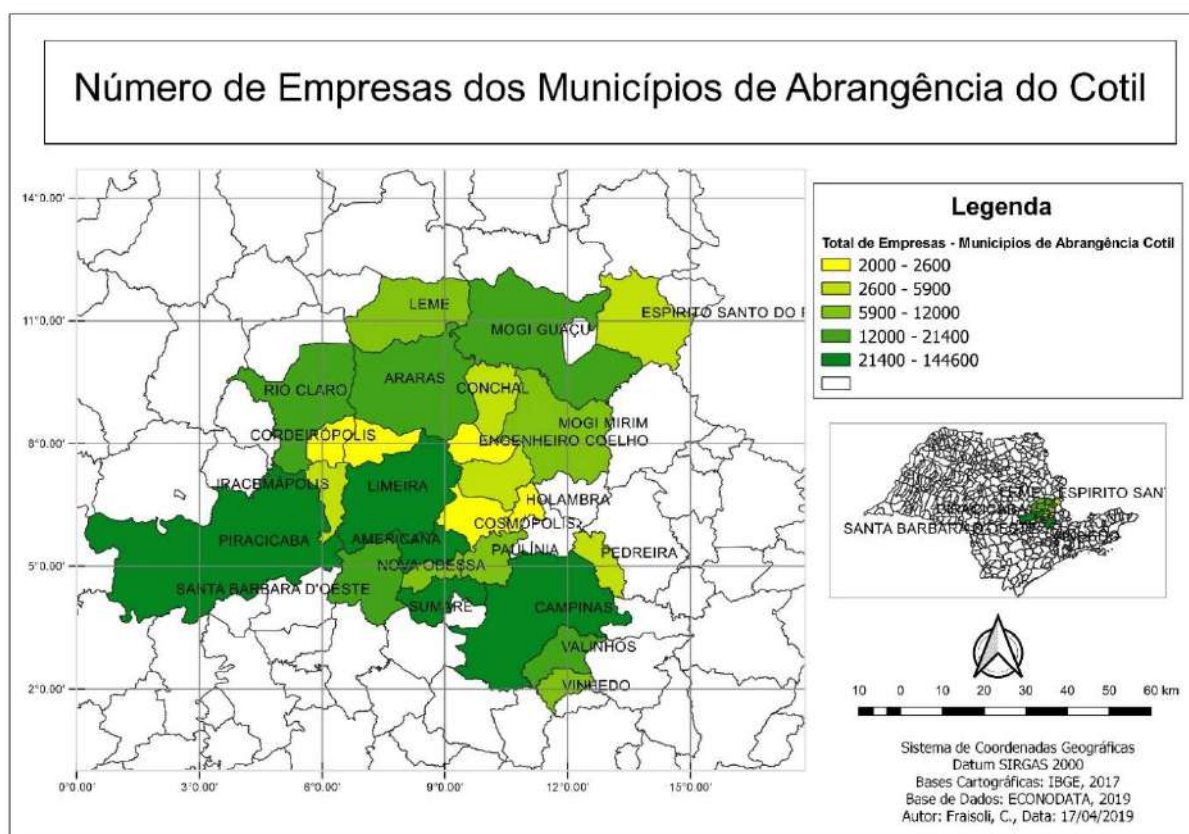 Número de Empresas dos Municípios de Abrangência do Cotil
14°0.00'
11°0.00'
8°0.00'
5°0.00'
2°0.00'
0°0.00'
3°0.00'
6°0.00'
9°0.00'
12°0.00'
15°0.00'
LEME
ESPIRITO SANTO DO
MOGI GUAÇU
ARARAS
RIO CLARO
CONCHAL
MOGI MIRIM
CORDEIRÓPOLIS
ENGENHEIRO COELHO
IRACEMÁPOLIS
LIMEIRA
HOLAMBRA
COSMÓPOLIS
PIRACICABA
AMERICANA
PAULÍNIA
PEDREIRA
NOVA ODESSA
SANTA BARBARA D'OESTE
SUMARÉ
CAMPINAS
VALINHOS
VINHEDO
Legenda
Total de Empresas - Municipios de Abrangência Cotil
2000 - 2600
2600 - 5900
5900 - 12000
12000 - 21400
21400 - 144600
LEME
ESPIRITO SANT
PIRACICABA
SANTA BARBARA D'OESTE
VINHEDO
10 0 10 20 30 40 50 60 km
Sistema de Coordenadas Geográficas
Datum SIRGAS 2000
Bases Cartográficas: IBGE, 2017
Base de Dados: ECONODATA, 2019
Autor: Fraisoli, C., Data: 17/04/2019